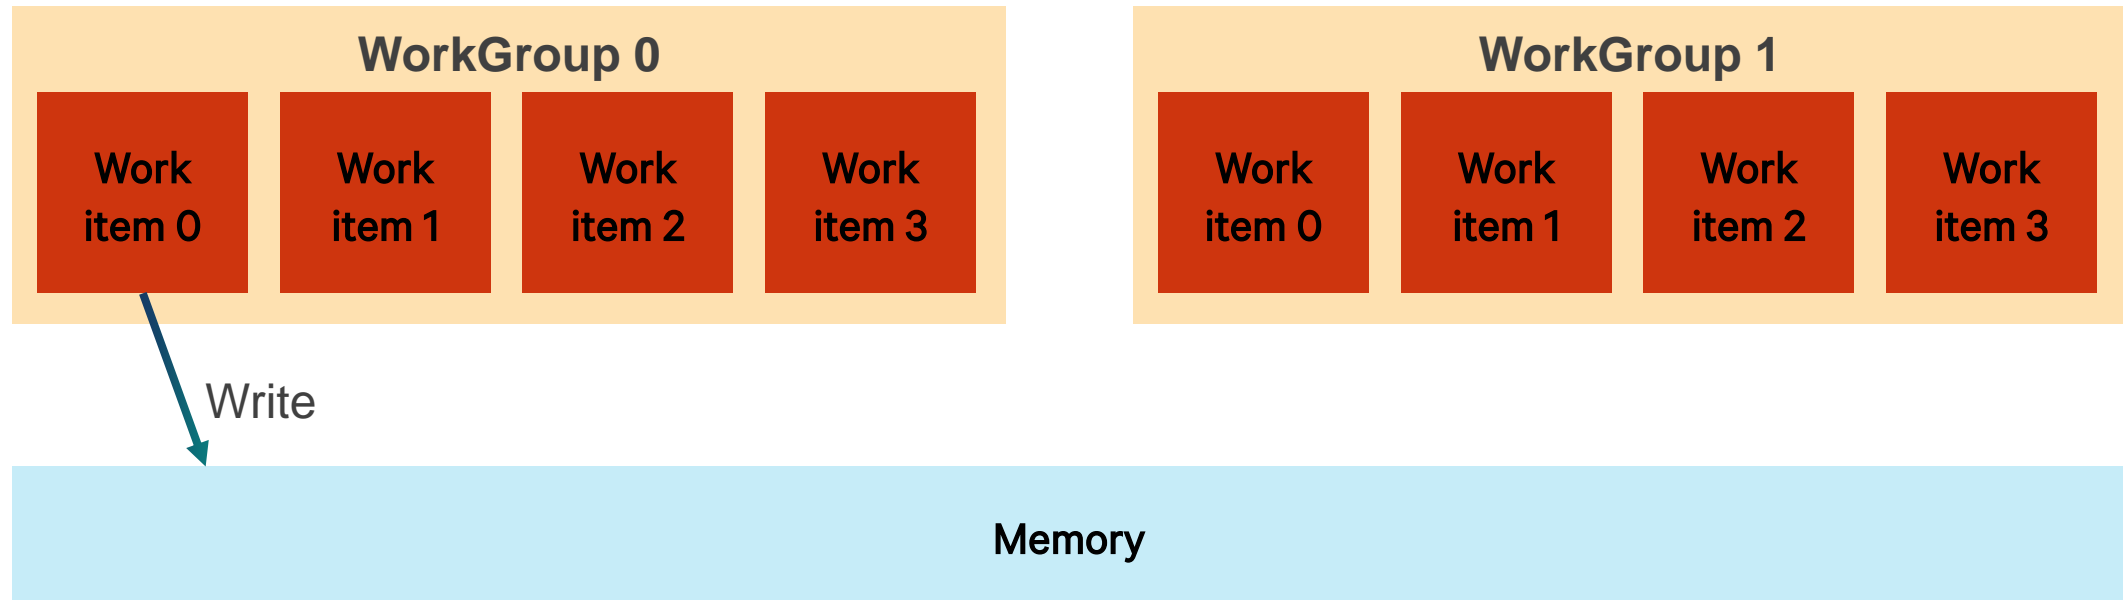 WorkGroup 0
Work
item 0
Work
item 1
Work
item 2
Work
item 3
WorkGroup 1
Work
item 0
Work
item 1
Work
item 2
Work
item 3
Write
Memory